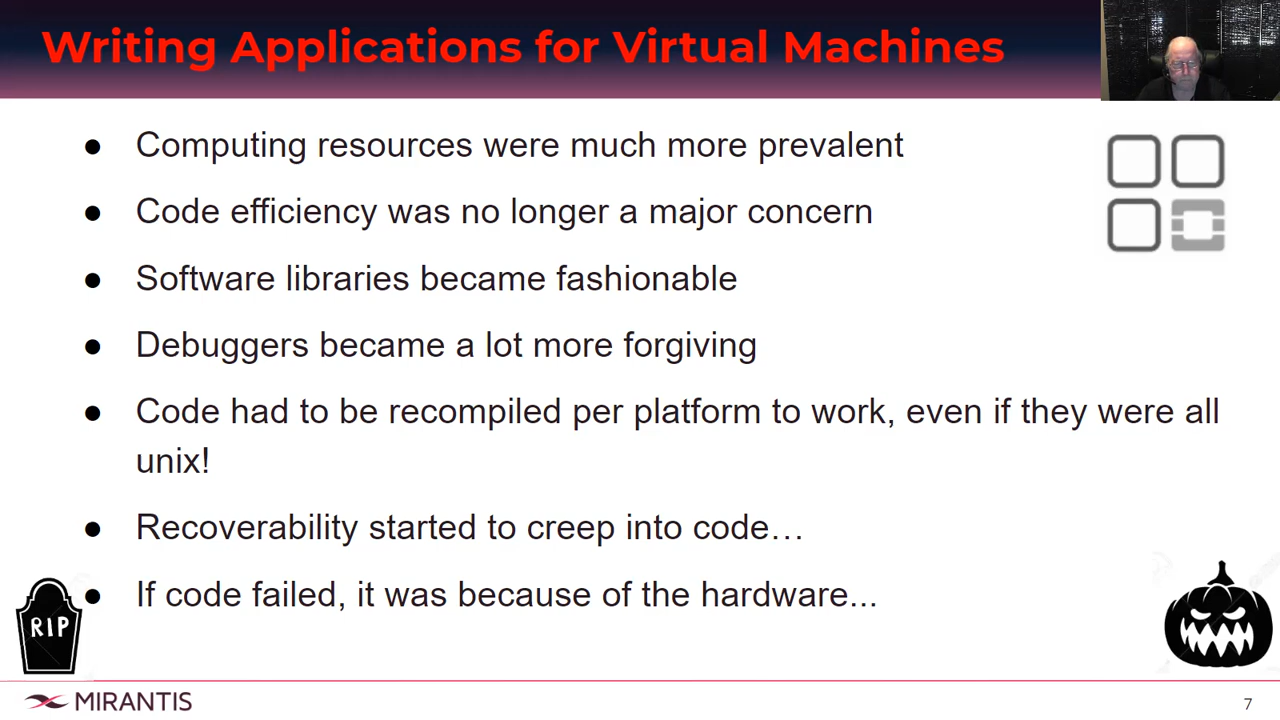 Writing Applications for Virtual Machines
● Computing resources were much more prevalent
● Code efficiency was no longer a major concern
● Software libraries became fashionable
● Debuggers became a lot more forgiving
● Code had to be recompiled per platform to work, even if they were all
unix!
● Recoverability started to creep into code…
● If code failed, it was because of the hardware...
RIP
MIRANTIS
7